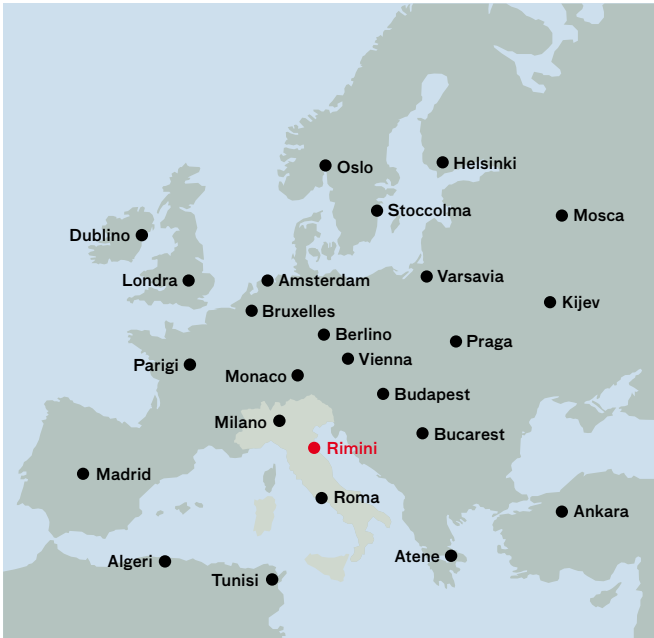 Oslo
Helsinki
Stoccolma
Mosca
Dublino
Varsavia
Londra
Amsterdam
Kijev
Bruxelles
Berlino
Praga
Vienna
Parigi
Monaco
Budapest
Milano
Bucarest
Rimini
Madrid
Roma
Ankara
Atene
Algeri
Tunisi